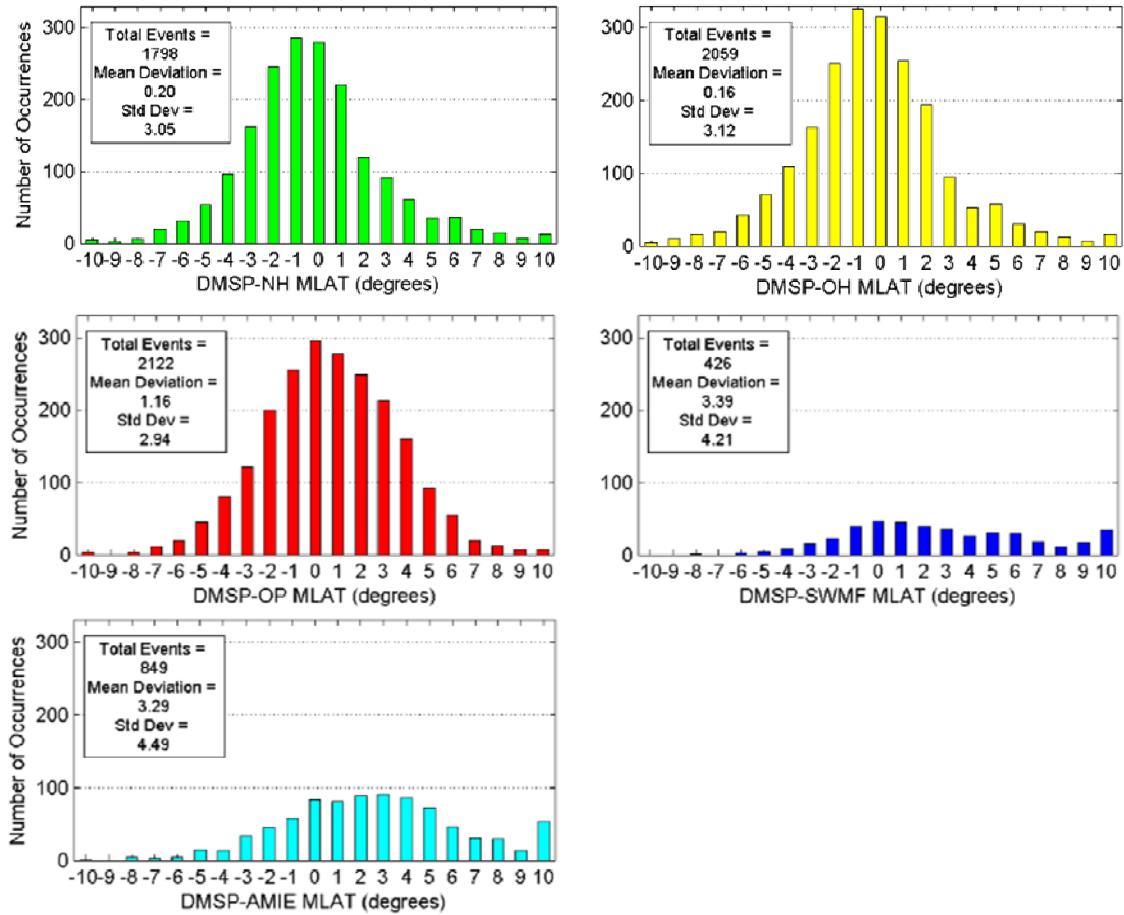 Number of Occurrences
300
200
100
0
Total Events =
1798
Mean Deviation =
0.20
Std Dev =
3.05
-10 -9 -8 -7 -6 -5 -4 -3 -2 -1 0 1 2 3 4 5 6 7 8 9 10
DMSP-NH MLAT (degrees)
Number of Occurrences
300
200
100
0
Total Events =
2059
Mean Deviation =
0.16
Std Dev =
3.12
-10 -9 -8 -7 -6 -5 -4 -3 -2 -1 0 1 2 3 4 5 6 7 8 9 10
DMSP-OH MLAT (degrees)
Number of Occurrences
300
200
100
0
Total Events =
2122
Mean Deviation =
1.16
Std Dev =
2.94
-10 -9 -8 -7 -6 -5 -4 -3 -2 -1 0 1 2 3 4 5 6 7 8 9 10
DMSP-OP MLAT (degrees)
Number of Occurrences
300
200
100
0
Total Events =
426
Mean Deviation =
3.39
Std Dev =
4.21
-10 -9 -8 -7 -6 -5 -4 -3 -2 -1 0 1 2 3 4 5 6 7 8 9 10
DMSP-SWMF MLAT (degrees)
Number of Occurrences
300
200
100
0
Total Events =
849
Mean Deviation =
3.29
Std Dev =
4.49
-10 -9 -8 -7 -6 -5 -4 -3 -2 -1 0 1 2 3 4 5 6 7 8 9 10
DMSP-AMIE MLAT (degrees)